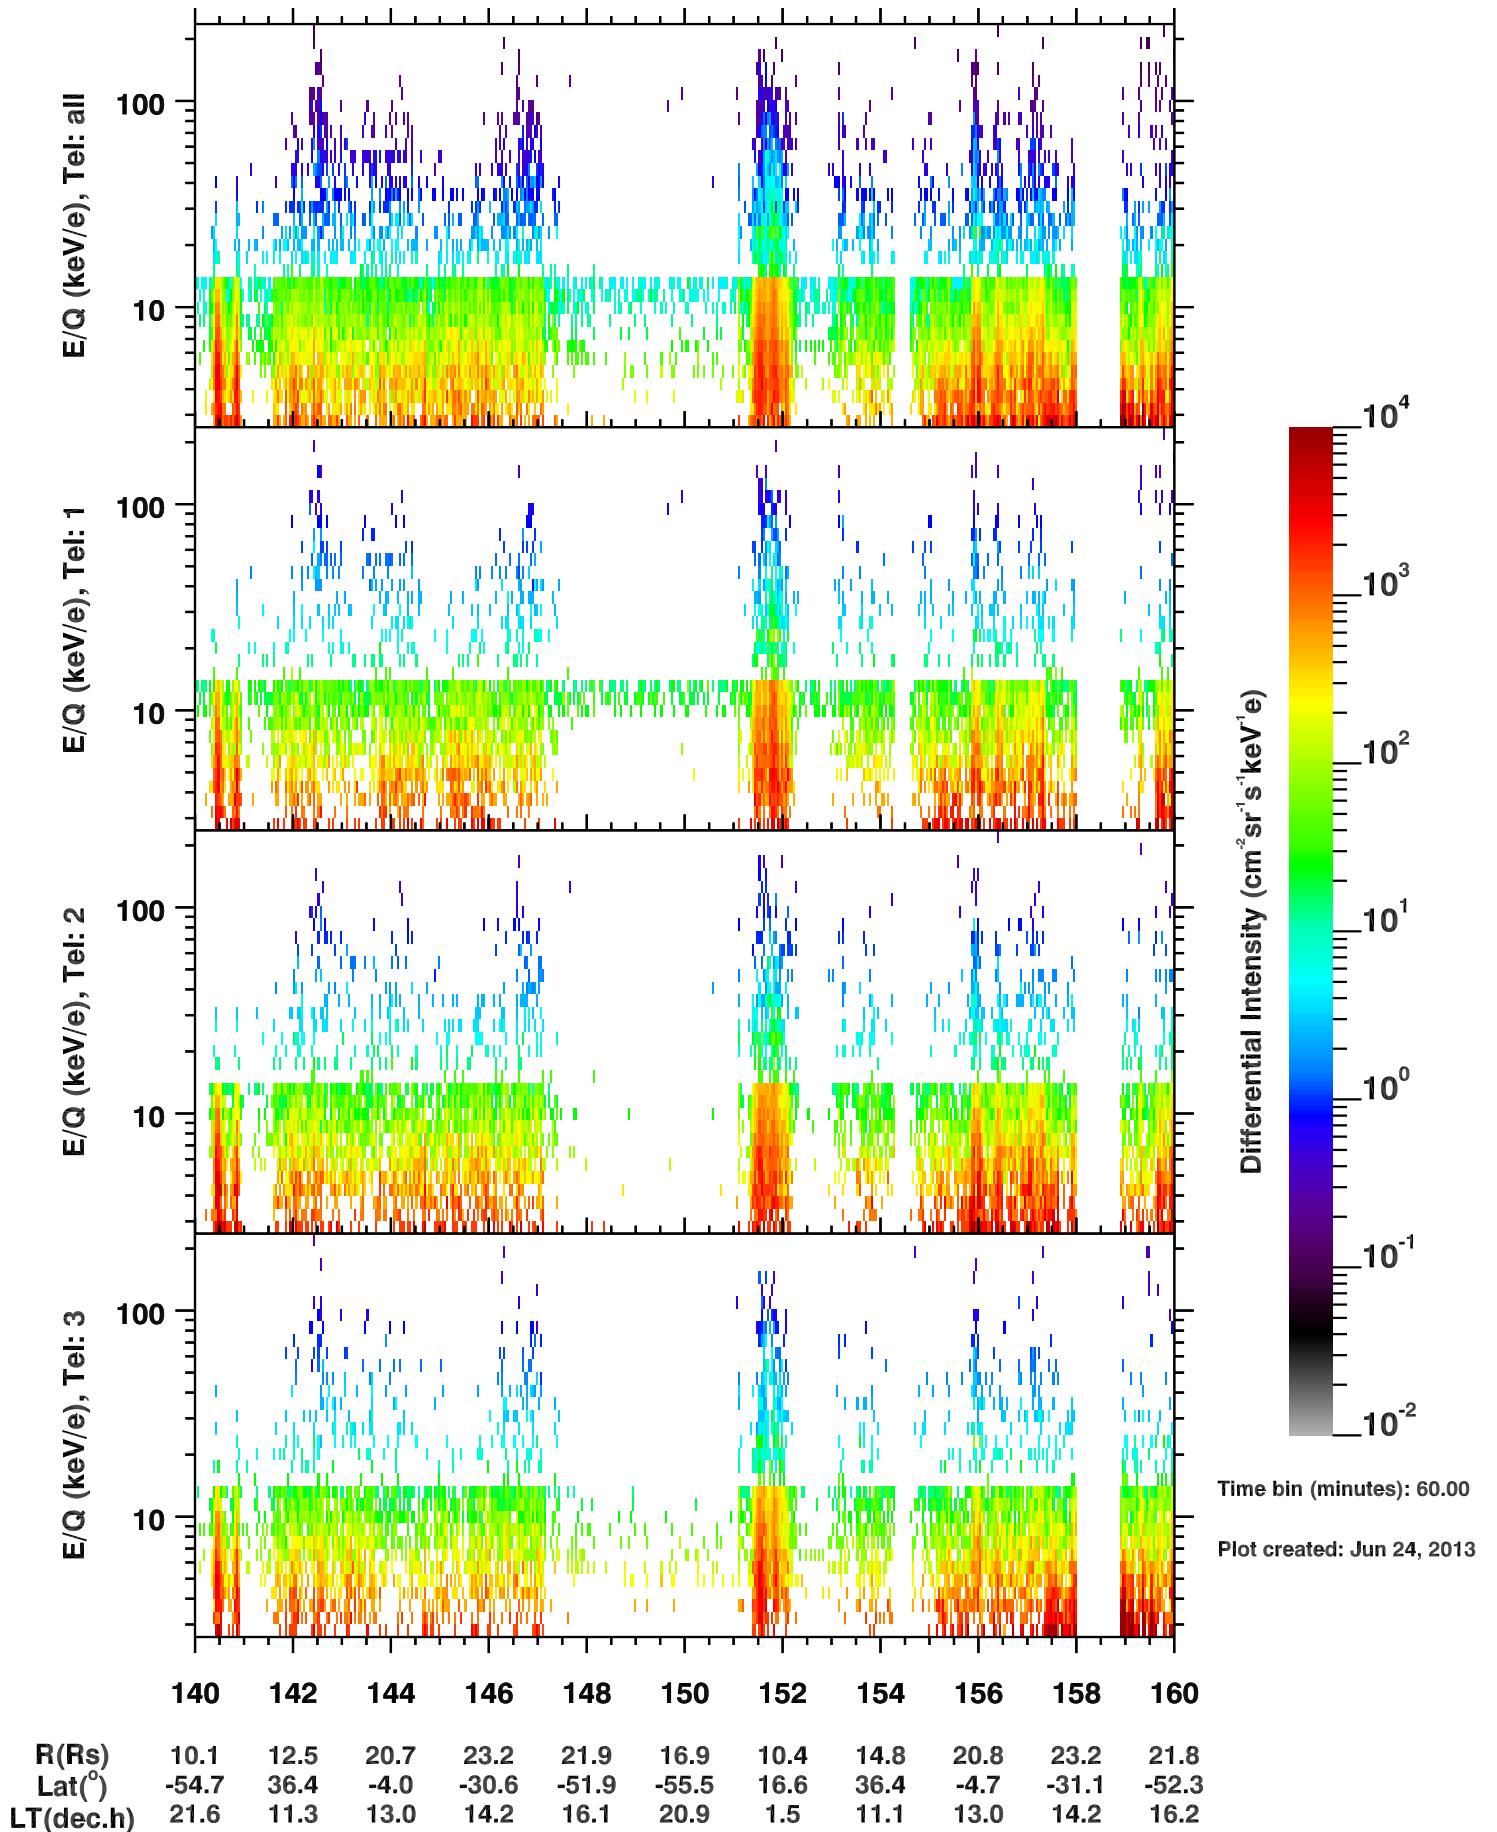 100
10
E/Q (keV/e), Tel: all
100
10
E/Q (keV/e), Tel: 1
100
10
E/Q (keV/e), Tel: 2
100
10
E/Q (keV/e), Tel: 3
10^4
10^3
10^2
10^1
10^0
10^-1
10^-2
Differential Intensity (cm^-2 sr^-1 s^-1 keV^-1 e)
Time bin (minutes): 60.00
Plot created: Jun 24, 2013
140 142 144 146 148 150 152 154 156 158 160
R(Rs) 10.1 12.5 20.7 23.2 21.9 16.9 10.4 14.8 20.8 23.2 21.8
Lat(°) -54.7 36.4 -4.0 -30.6 -51.9 -55.5 16.6 36.4 -4.7 -31.1 -52.3
LT(dec.h) 21.6 11.3 13.0 14.2 16.1 20.9 1.5 11.1 13.0 14.2 16.2